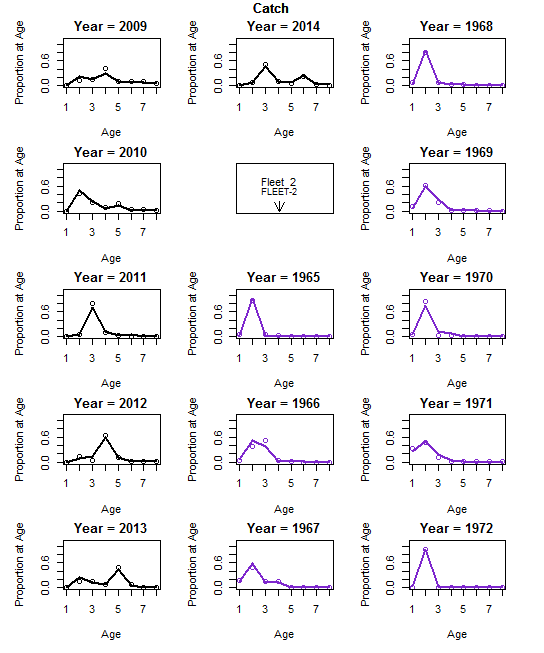 Catch
Year = 2009
Proportion at Age
0.0 0.6
1 3 5 7
Age
Year = 2010
Proportion at Age
0.0 0.6
1 3 5 7
Age
Year = 2011
Proportion at Age
0.0 0.6
1 3 5 7
Age
Year = 2012
Proportion at Age
0.0 0.6
1 3 5 7
Age
Year = 2013
Proportion at Age
0.0 0.6
1 3 5 7
Age
Year = 2014
Proportion at Age
0.0 0.6
1 3 5 7
Age
Fleet 2
FLEET-2
Year = 1965
Proportion at Age
0.0 0.6
1 3 5 7
Age
Year = 1966
Proportion at Age
0.0 0.6
1 3 5 7
Age
Year = 1967
Proportion at Age
0.0 0.6
1 3 5 7
Age
Year = 1968
Proportion at Age
0.0 0.6
1 3 5 7
Age
Year = 1969
Proportion at Age
0.0 0.6
1 3 5 7
Age
Year = 1970
Proportion at Age
0.0 0.6
1 3 5 7
Age
Year = 1971
Proportion at Age
0.0 0.6
1 3 5 7
Age
Year = 1972
Proportion at Age
0.0 0.6
1 3 5 7
Age